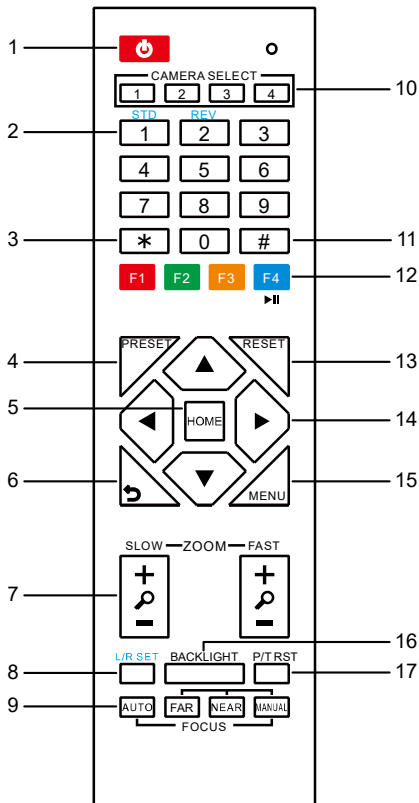 1
CAMERA SELECT
1 2 3 4
10
STD REV
2
1 2 3
4 5 6
7 8 9
3
* 0 #
11
F1 F2 F3 F4
12
PRESET RESET
4
13
5
HOME
14
6
MENU
15
SLOW ZOOM FAST
+ +
7
− −
16
L/R SET BACKLIGHT P/T RST
8
17
9
AUTO FAR NEAR MANUAL
FOCUS